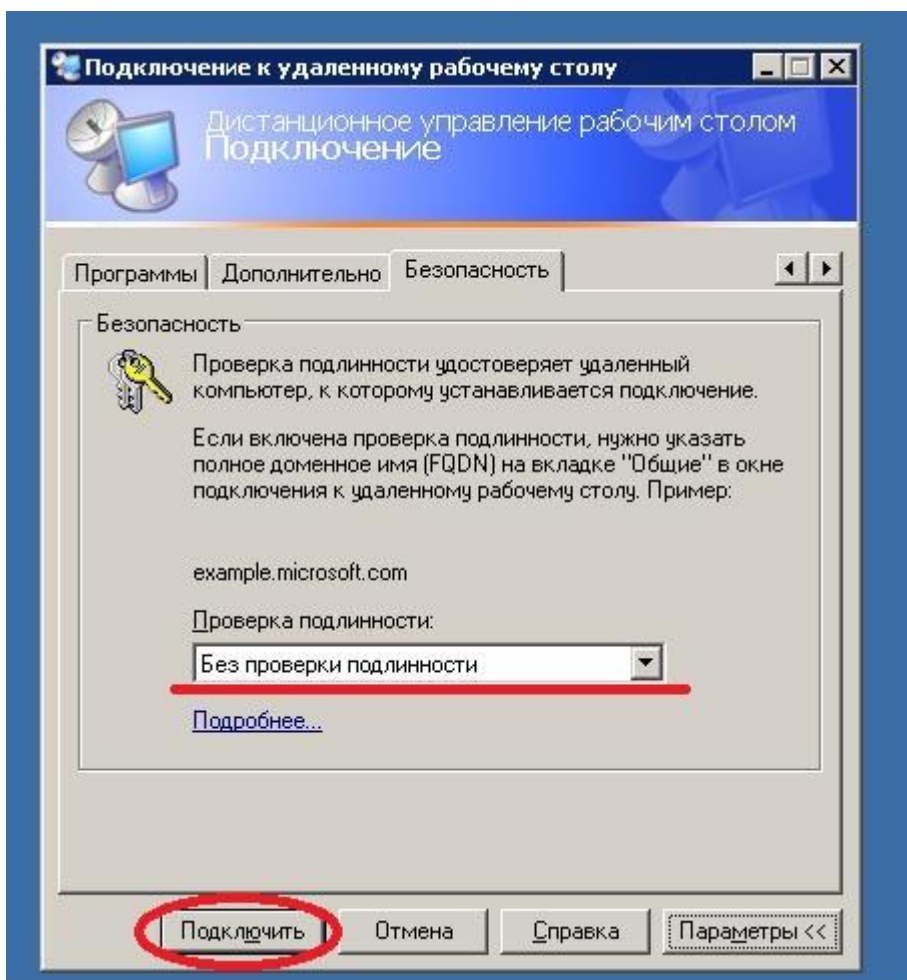 Подключение к удаленному рабочему столу
Дистанционное управление рабочим столом
Подключение
Программы Дополнительно Безопасность
Безопасность
Проверка подлинности удостоверяет удаленный
компьютер, к которому устанавливается подключение.
Если включена проверка подлинности, нужно указать
полное доменное имя (FQDN) на вкладке "Общие" в окне
подключения к удаленному рабочему столу. Пример:
example.microsoft.com
Проверка подлинности:
Без проверки подлинности
Подробнее...
Подключить Отмена Справка Параметры <<